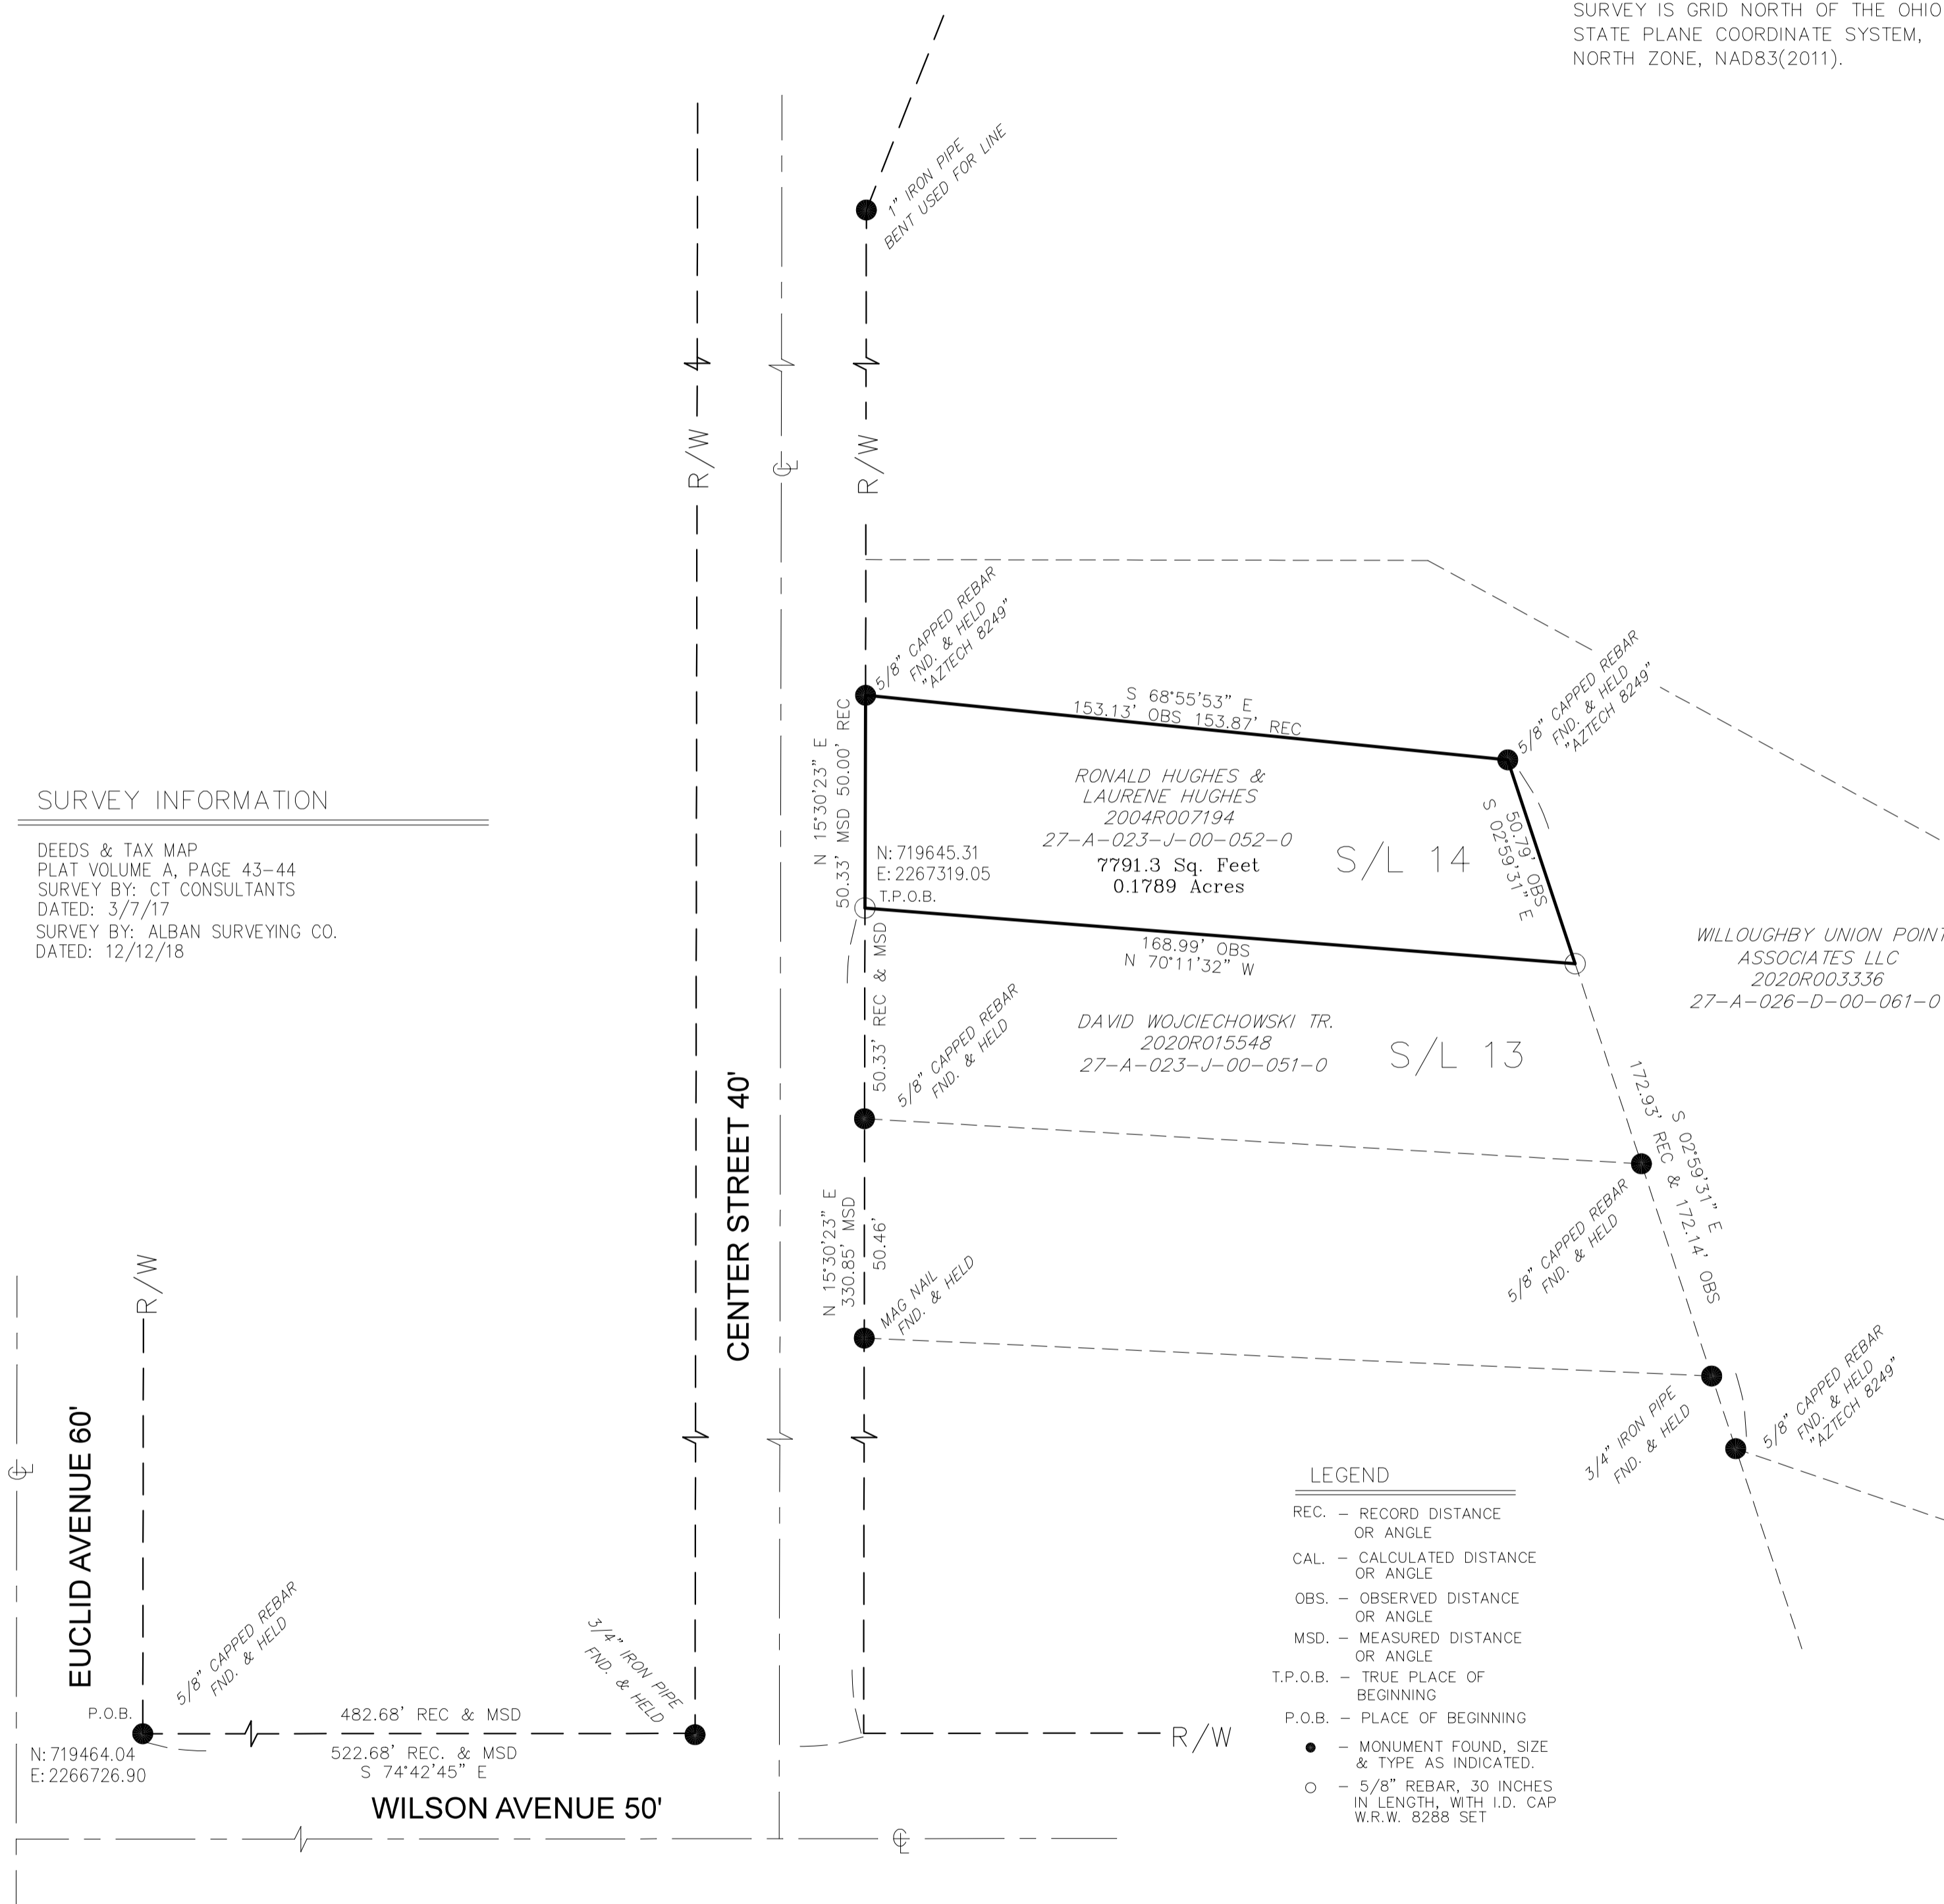 SURVEY IS GRID NORTH OF THE OHIO
STATE PLANE COORDINATE SYSTEM,
NORTH ZONE, NAD83(2011).
1" IRON PIPE
BENT USED FOR LINE
R/W
R/W
5/8" CAPPED REBAR
FND. & HELD
"AZTECH 8249"
5/8" CAPPED REBAR
FND. & HELD
"AZTECH 8249"
S 68°55'53" E
153.13' OBS 153.87' REC
N 15°30'23" E
50.33' MSD 50.00' REC
RONALD HUGHES &
LAURENE HUGHES
2004R007194
27-A-023-J-00-052-0
7791.3 Sq. Feet
0.1789 Acres
S/L 14
50.79' OBS
S 02°59'31" E
N: 719645.31
E: 2267319.05
T.P.O.B.
168.99' OBS
N 70°11'32" W
SURVEY INFORMATION
DEEDS & TAX MAP
PLAT VOLUME A, PAGE 43-44
SURVEY BY: CT CONSULTANTS
DATED: 3/7/17
SURVEY BY: ALBAN SURVEYING CO.
DATED: 12/12/18
WILLOUGHBY UNION POINT
ASSOCIATES LLC
2020R003336
27-A-026-D-00-061-0
50.33' REC & MSD
5/8" CAPPED REBAR
FND. & HELD
DAVID WOJCIECHOWSKI TR.
2020R015548
27-A-023-J-00-051-0
S/L 13
S 02°59'31" E
172.93' REC & 172.14' OBS
CENTER STREET 40'
N 15°30'23" E
330.85' MSD
50.46'
MAG NAIL
FND. & HELD
5/8" CAPPED REBAR
FND. & HELD
3/4" IRON PIPE
FND. & HELD
5/8" CAPPED REBAR
FND. & HELD
"AZTECH 8249"
R/W
EUCLID AVENUE 60'
5/8" CAPPED REBAR
FND. & HELD
3/4" IRON PIPE
FND. & HELD
P.O.B.
N: 719464.04
E: 2266726.90
482.68' REC & MSD
522.68' REC. & MSD
S 74°42'45" E
R/W
WILSON AVENUE 50'
LEGEND
REC. - RECORD DISTANCE
OR ANGLE
CAL. - CALCULATED DISTANCE
OR ANGLE
OBS. - OBSERVED DISTANCE
OR ANGLE
MSD. - MEASURED DISTANCE
OR ANGLE
T.P.O.B. - TRUE PLACE OF
BEGINNING
P.O.B. - PLACE OF BEGINNING
- MONUMENT FOUND, SIZE
& TYPE AS INDICATED.
- 5/8" REBAR, 30 INCHES
IN LENGTH, WITH I.D. CAP
W.R.W. 8288 SET